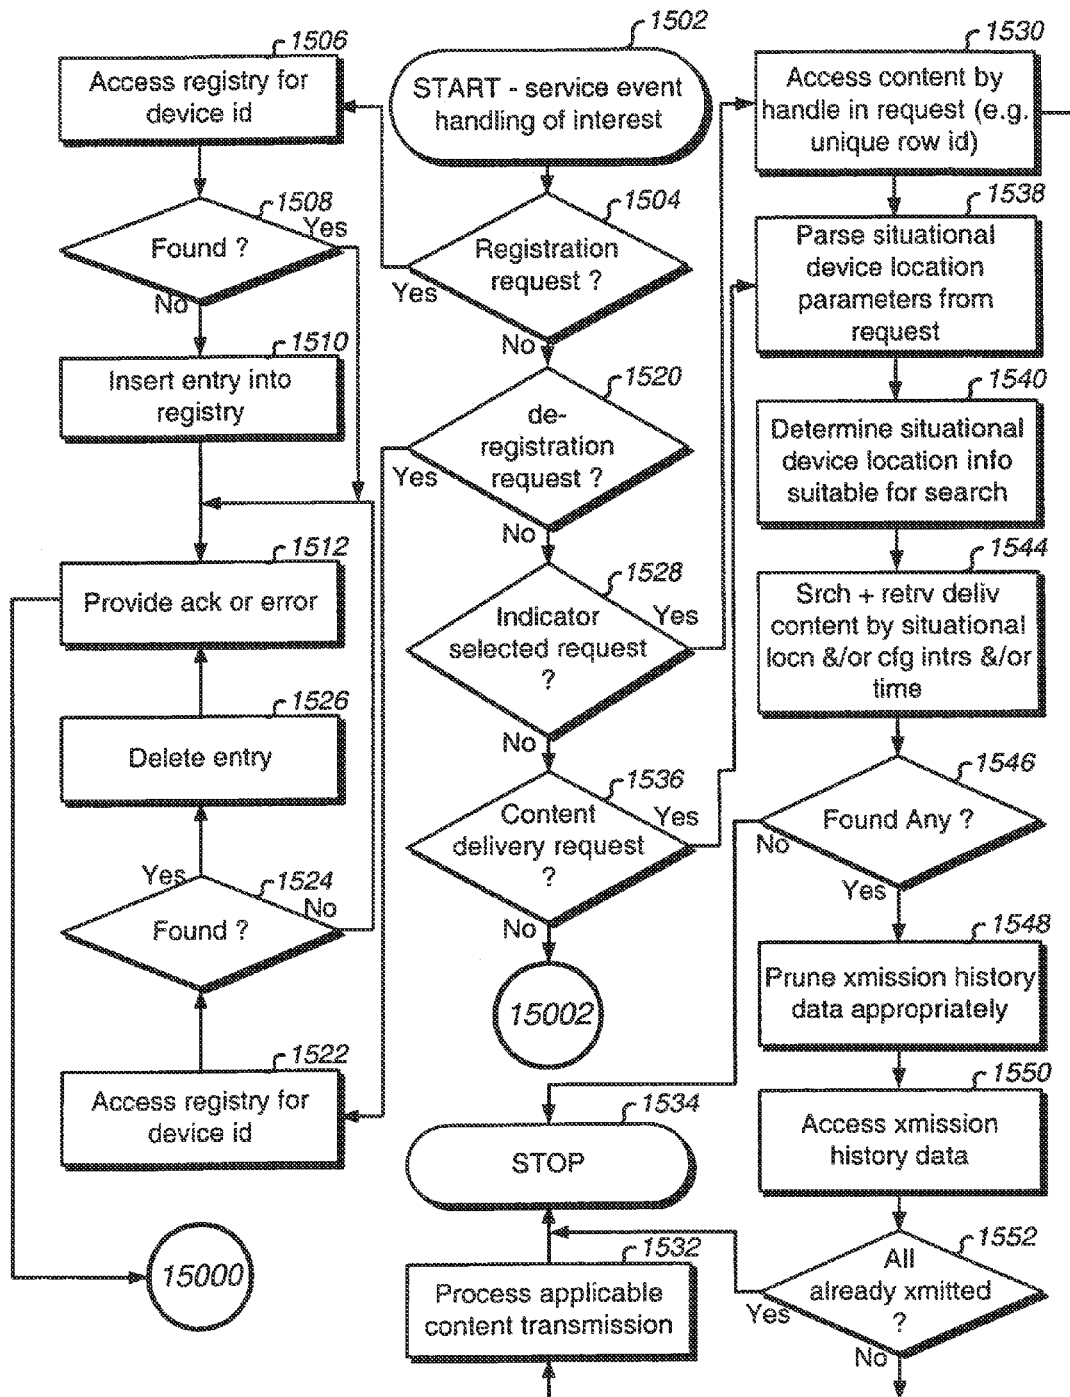 1506
Access registry for
device id
1508
Yes
Found ?
No
1510
Insert entry into
registry
1512
Provide ack or error
1526
Delete entry
Yes
1524
No
Found ?
1522
Access registry for
device id
15000
1502
START - service event
handling of interest
1504
Registration
request ?
Yes
No
1520
de-
registration
request ?
Yes
No
1528
Indicator
selected request
?
Yes
No
1536
Content
delivery request
?
Yes
No
15002
1534
STOP
1532
Process applicable
content transmission
1530
Access content by
handle in request (e.g.
unique row id)
1538
Parse situational
device location
parameters from
request
1540
Determine situational
device location info
suitable for search
1544
Srch + retrv deliv
content by situational
locn &/or cfg intrs &/or
time
1546
Found Any ?
No
Yes
1548
Prune xmission history
data appropriately
1550
Access xmission
history data
1552
All
already xmitted
?
Yes
No